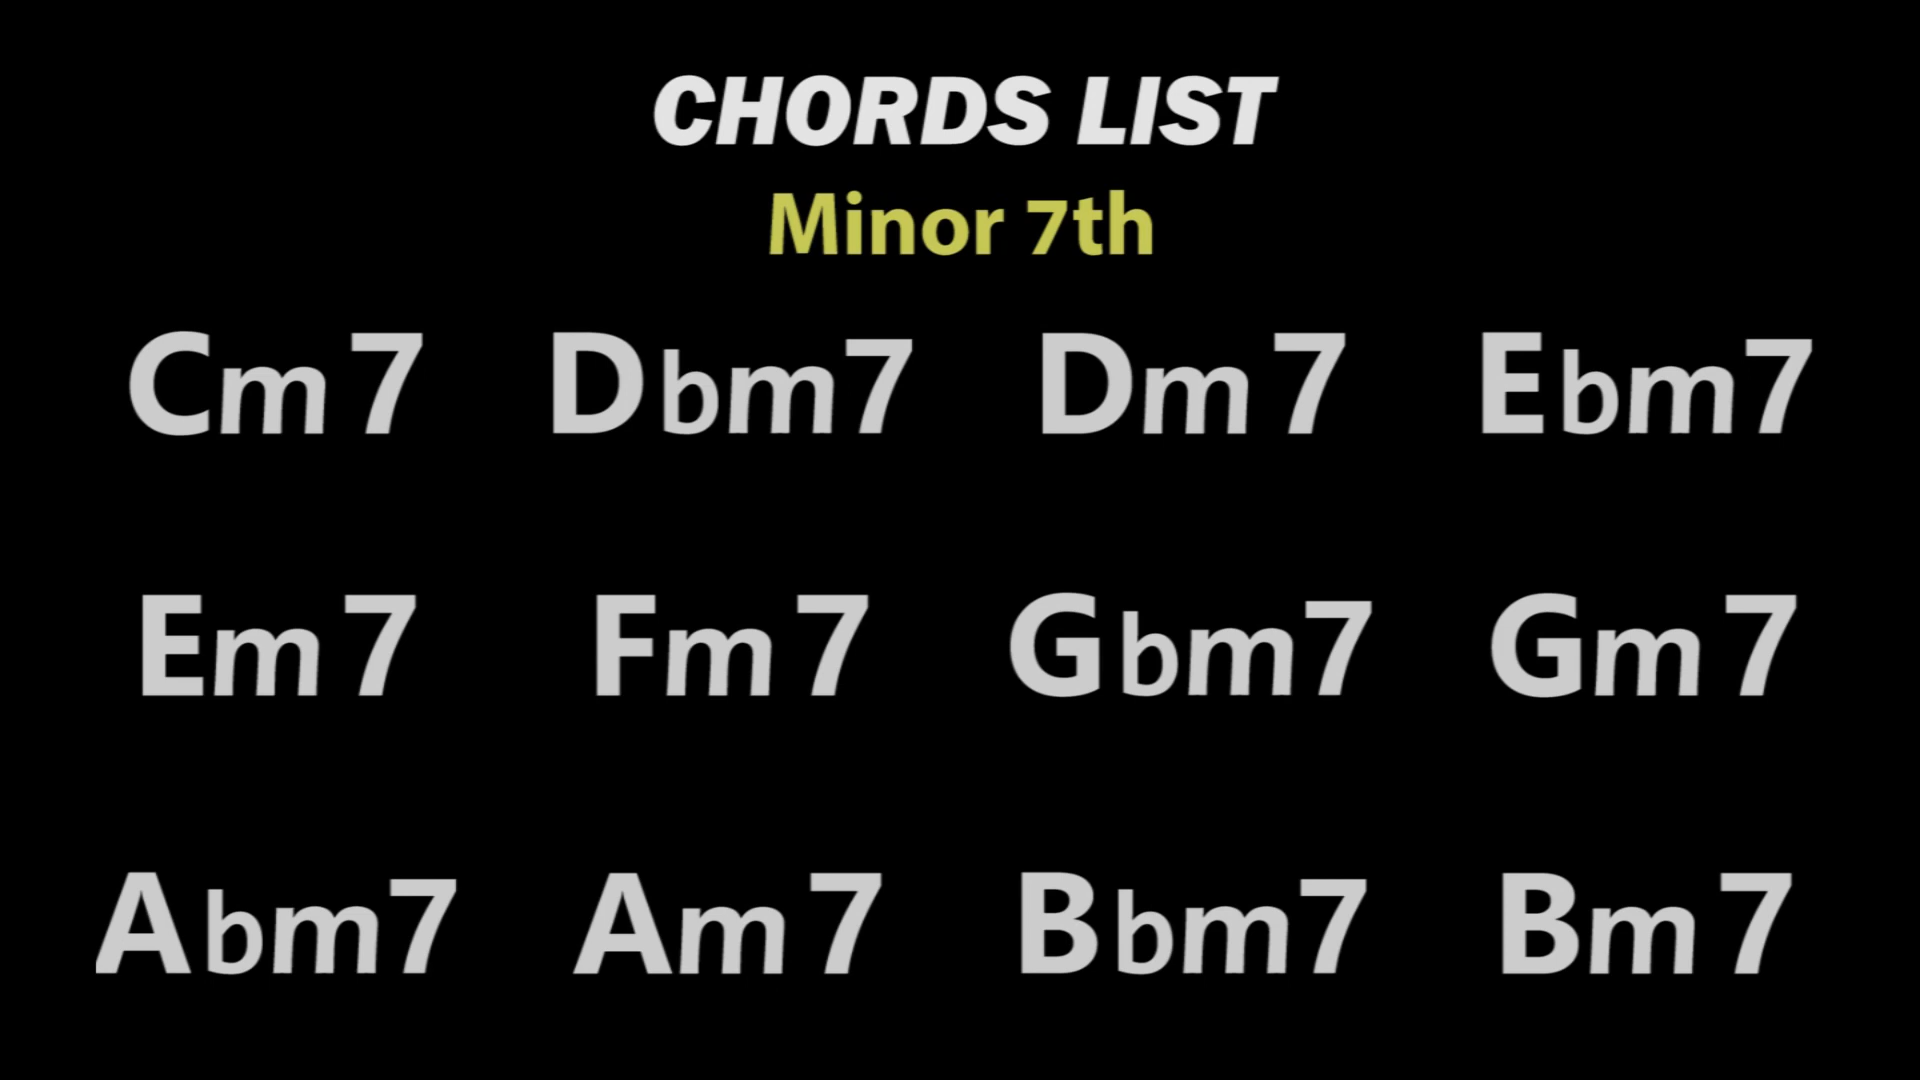 CHORDS LIST
Minor 7th
Cm7 Dbm7 Dm7 Ebm7
Em7 Fm7 Gbm7 Gm7
Abm7 Am7 Bbm7 Bm7